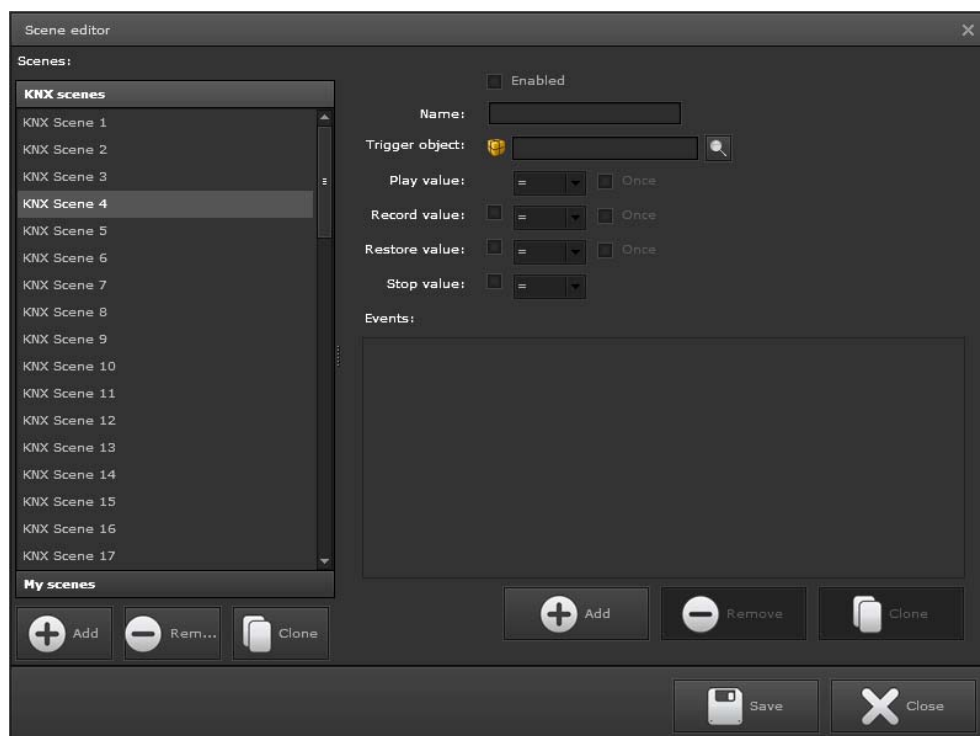 Scene editor
Scenes:
KNX scenes
KNX Scene 1
KNX Scene 2
KNX Scene 3
KNX Scene 4
KNX Scene 5
KNX Scene 6
KNX Scene 7
KNX Scene 8
KNX Scene 9
KNX Scene 10
KNX Scene 11
KNX Scene 12
KNX Scene 13
KNX Scene 14
KNX Scene 15
KNX Scene 16
KNX Scene 17
My scenes
Add Rem... Clone
Enabled
Name:
Trigger object:
Play value: = Once
Record value: = Once
Restore value: = Once
Stop value: =
Events:
Add Remove Clone
Save Close